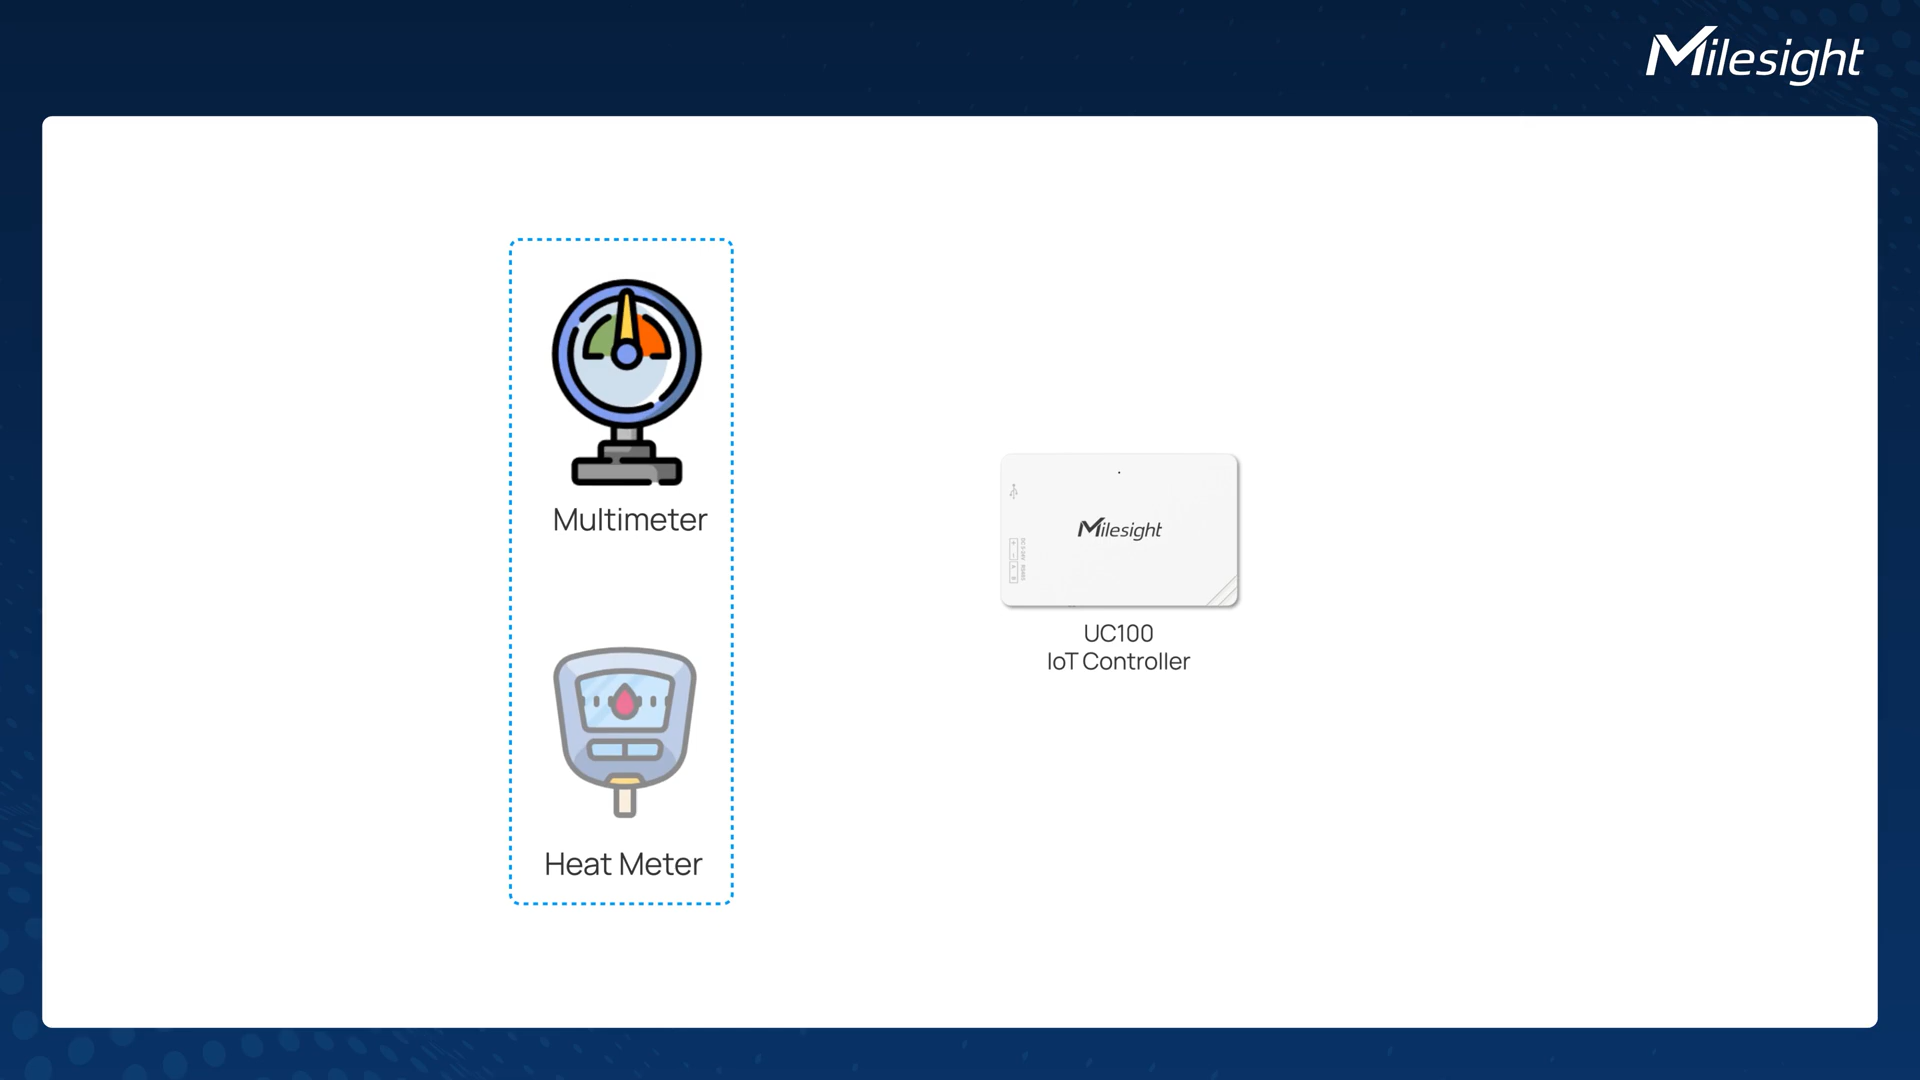 Milesight
Multimeter
Heat Meter
Milesight
UC100
IoT Controller